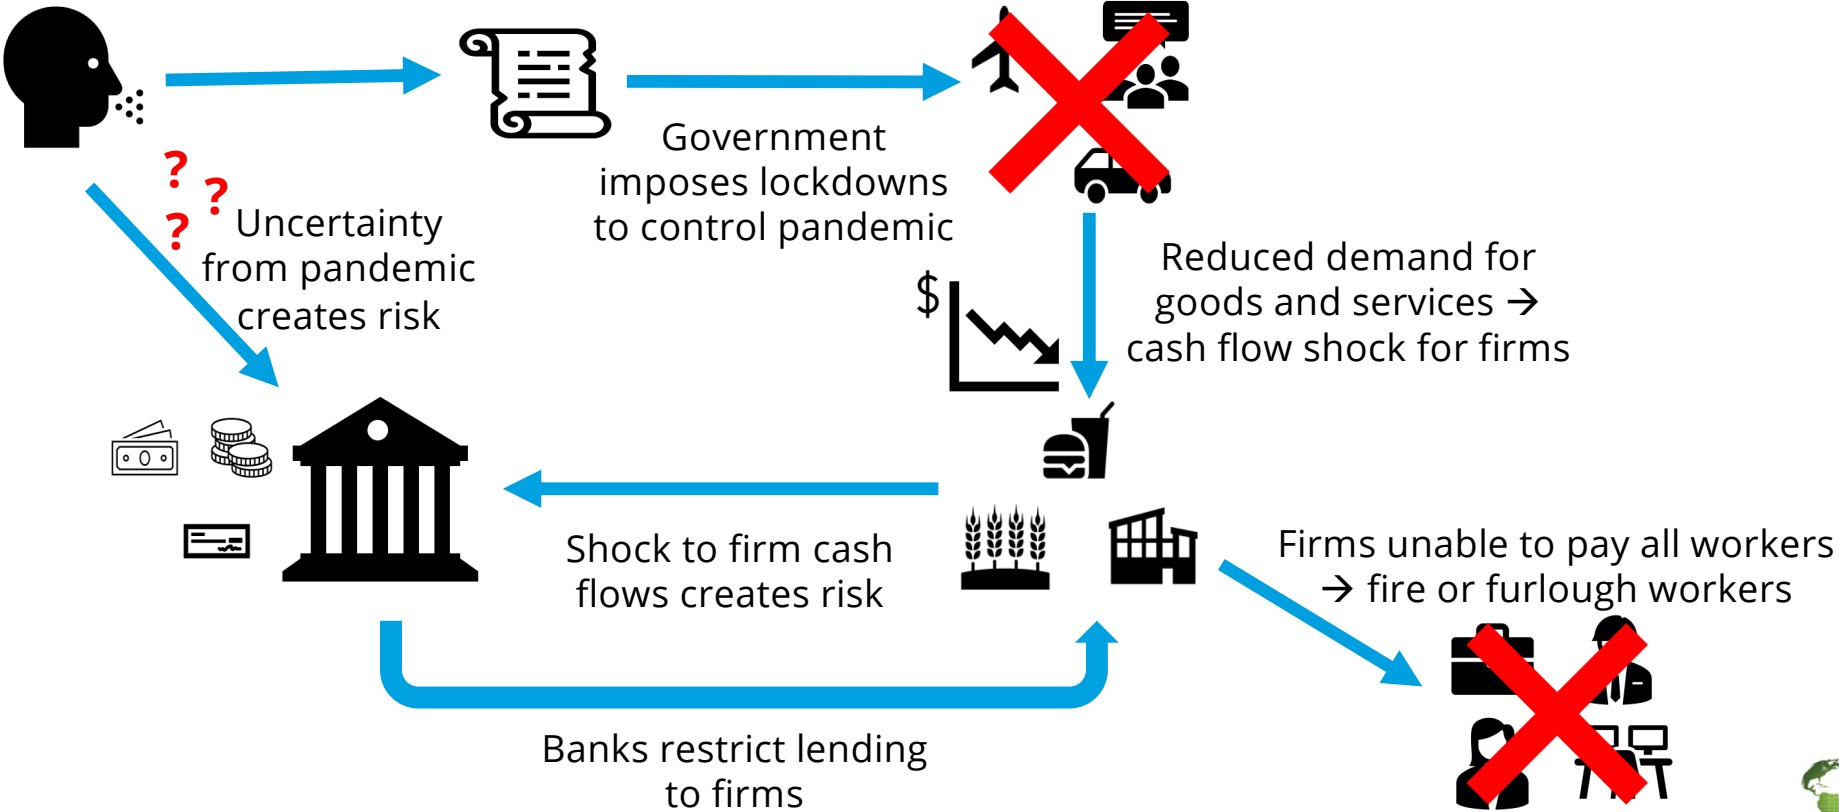 Government
imposes lockdowns
to control pandemic
?
?
?
Uncertainty
from pandemic
creates risk
Reduced demand for
goods and services →
cash flow shock for firms
$
Shock to firm cash
flows creates risk
Firms unable to pay all workers
→ fire or furlough workers
Banks restrict lending
to firms